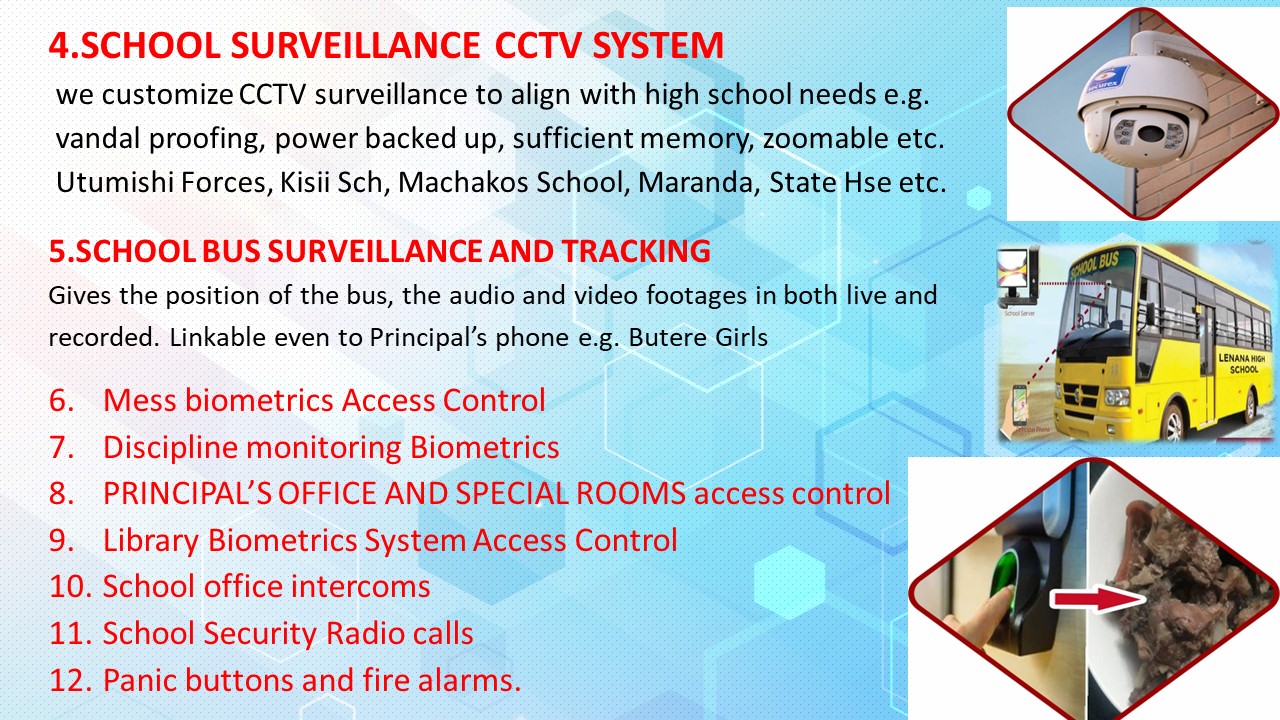 4.SCHOOL SURVEILLANCE CCTV SYSTEM
we customize CCTV surveillance to align with high school needs e.g.
vandal proofing, power backed up, sufficient memory, zoomable etc.
Utumishi Forces, Kisii Sch, Machakos School, Maranda, State Hse etc.
securex
5.SCHOOL BUS SURVEILLANCE AND TRACKING
Gives the position of the bus, the audio and video footages in both live and
recorded. Linkable even to Principal’s phone e.g. Butere Girls
SCHOOL BUS
School Server
LENANA HIGH
SCHOOL
6. Mess biometrics Access Control
7. Discipline monitoring Biometrics
8. PRINCIPAL’S OFFICE AND SPECIAL ROOMS access control
9. Library Biometrics System Access Control
10. School office intercoms
11. School Security Radio calls
12. Panic buttons and fire alarms.